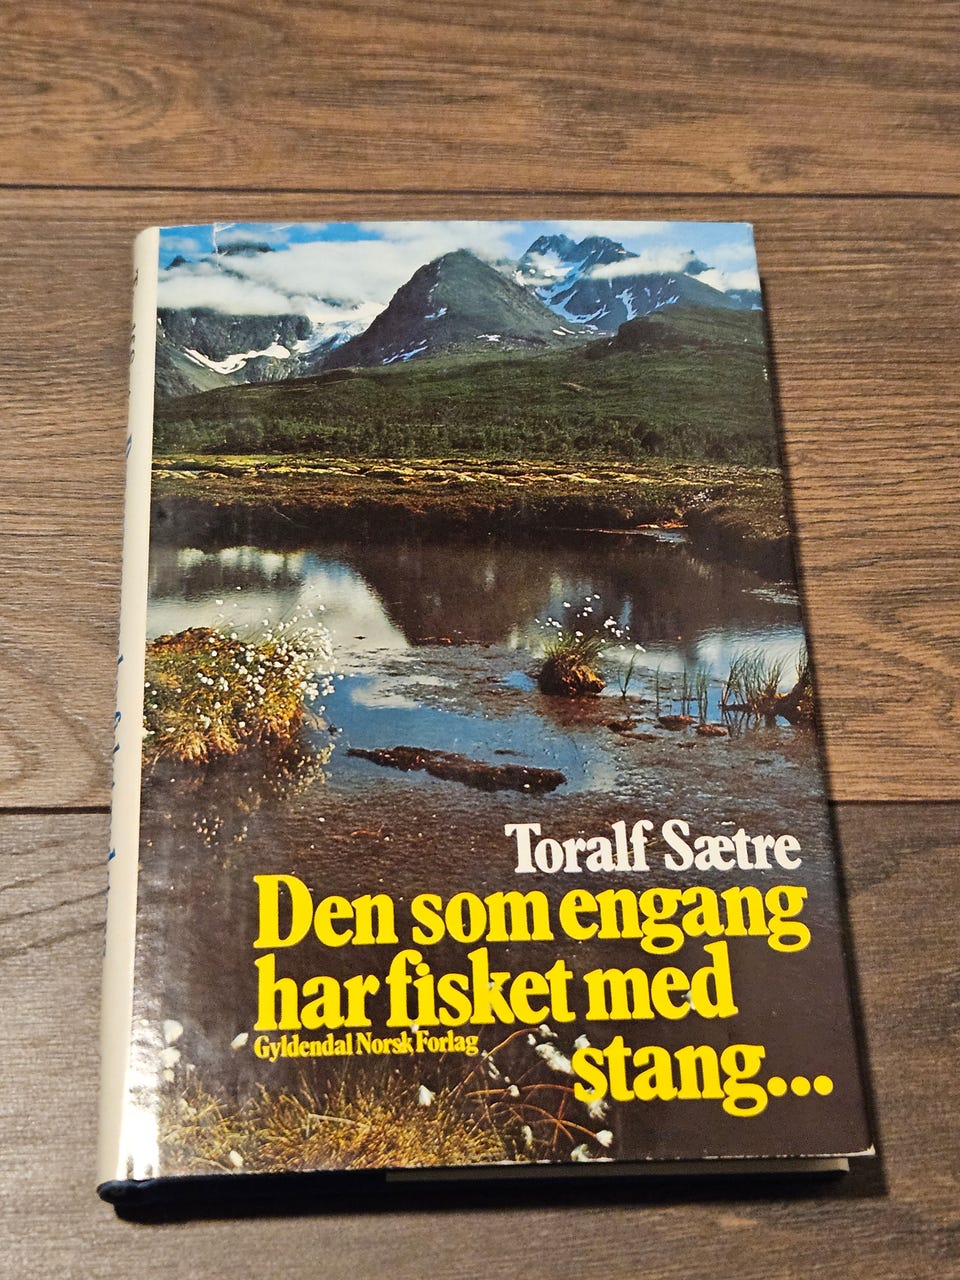 Toralf Sætre
Den som engang
har fisket med
Gyldendal Norsk Forlag
stang...